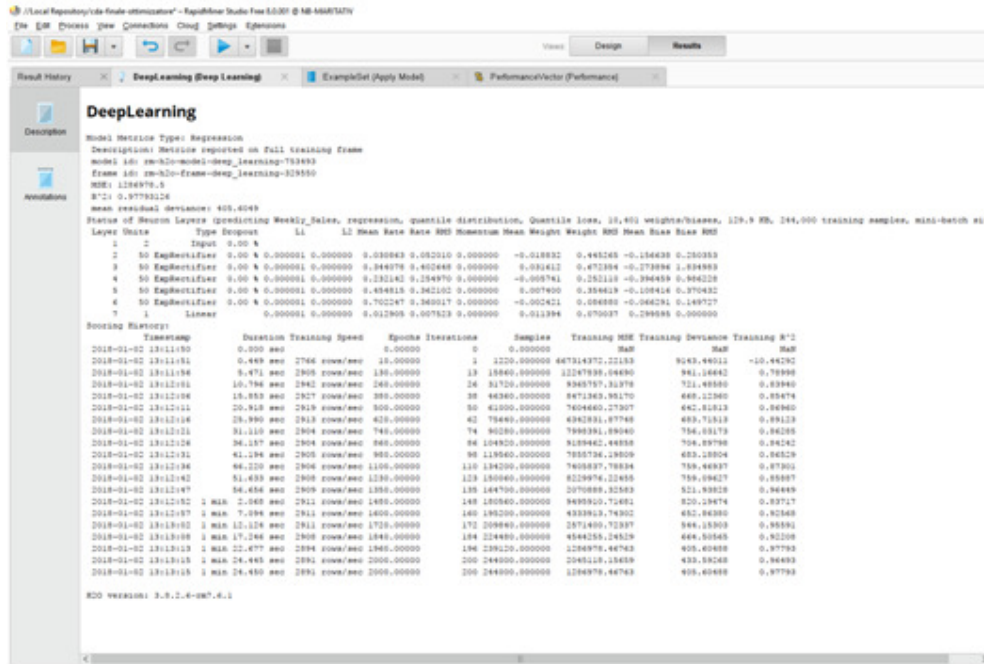 //Local Repository/cda-finale-ottimizzatore* – RapidMiner Studio Free 8.0.001 @ NB-MARITATIV
File Edit Process View Connections Cloud Settings Extensions
Views: Design Results
Result History DeepLearning (Deep Learning) ExampleSet (Apply Model) PerformanceVector (Performance)
Description
Annotations
DeepLearning
Model Metrics Type: Regression
Description: Metrics reported on full training frame
model id: rm-h2o-model-deep_learning-753693
frame id: rm-h2o-frame-deep_learning-329550
MSE: 1286978.5
R^2: 0.97793126
mean residual deviance: 405.6049
Status of Neuron Layers (predicting Weekly_Sales, regression, quantile distribution, Quantile loss, 10,401 weights/biases, 129.9 KB, 244,000 training samples, mini-batch si
Layer Units Type Dropout L1 L2 Mean Rate Rate RMS Momentum Mean Weight Weight RMS Mean Bias Bias RMS
1 2 Input 0.00 %
2 50 ExpRectifier 0.00 % 0.000001 0.000000 0.030863 0.052010 0.000000 -0.018832 0.445265 -0.156638 0.250353
3 50 ExpRectifier 0.00 % 0.000001 0.000000 0.344078 0.402648 0.000000 0.031612 0.472354 -0.273896 1.834983
4 50 ExpRectifier 0.00 % 0.000001 0.000000 0.232142 0.254970 0.000000 -0.005741 0.252110 -0.396459 0.986228
5 50 ExpRectifier 0.00 % 0.000001 0.000000 0.454815 0.362102 0.000000 0.007400 0.354619 -0.108416 0.370432
6 50 ExpRectifier 0.00 % 0.000001 0.000000 0.702247 0.360017 0.000000 -0.002421 0.086880 -0.066291 0.149727
7 1 Linear 0.000001 0.000000 0.012905 0.007523 0.000000 0.011394 0.070037 0.299595 0.000000
Scoring History:
Timestamp Duration Training Speed Epochs Iterations Samples Training MSE Training Deviance Training R^2
2018-01-02 13:11:50 0.000 sec 0.00000 0 0.000000 NaN NaN NaN
2018-01-02 13:11:51 0.449 sec 2766 rows/sec 10.00000 1 1220.000000 667314372.22153 9143.44011 -10.44292
2018-01-02 13:11:56 5.471 sec 2905 rows/sec 130.00000 13 15860.000000 12247838.04690 941.16642 0.78998
2018-01-02 13:12:01 10.796 sec 2942 rows/sec 260.00000 26 31720.000000 9365757.31378 721.48580 0.83940
2018-01-02 13:12:06 15.853 sec 2927 rows/sec 380.00000 38 46360.000000 8471363.95170 668.12360 0.85474
2018-01-02 13:12:11 20.918 sec 2919 rows/sec 500.00000 50 61000.000000 7604660.27307 642.81813 0.86960
2018-01-02 13:12:16 25.990 sec 2913 rows/sec 620.00000 62 75640.000000 6342831.87748 683.71513 0.89123
2018-01-02 13:12:21 31.110 sec 2904 rows/sec 740.00000 74 90280.000000 7998391.89040 756.03173 0.86285
2018-01-02 13:12:26 36.157 sec 2904 rows/sec 860.00000 86 104920.000000 9189462.44858 704.89798 0.84242
2018-01-02 13:12:31 41.194 sec 2905 rows/sec 980.00000 98 119560.000000 7855736.19809 683.18804 0.86529
2018-01-02 13:12:36 46.220 sec 2906 rows/sec 1100.00000 110 134200.000000 7405837.78834 759.46937 0.87301
2018-01-02 13:12:42 51.633 sec 2908 rows/sec 1230.00000 123 150060.000000 8229976.22455 759.09627 0.85887
2018-01-02 13:12:47 56.656 sec 2909 rows/sec 1350.00000 135 164700.000000 2070888.32583 521.93828 0.96449
2018-01-02 13:12:52 1 min 2.068 sec 2911 rows/sec 1480.00000 148 180560.000000 9495910.71681 820.19674 0.83717
2018-01-02 13:12:57 1 min 7.094 sec 2911 rows/sec 1600.00000 160 195200.000000 4333913.74302 652.86380 0.92568
2018-01-02 13:13:02 1 min 12.124 sec 2911 rows/sec 1720.00000 172 209840.000000 2571400.72337 544.15303 0.95591
2018-01-02 13:13:08 1 min 17.246 sec 2908 rows/sec 1840.00000 184 224480.000000 4544255.24529 664.50565 0.92208
2018-01-02 13:13:13 1 min 22.677 sec 2894 rows/sec 1960.00000 196 239120.000000 1286978.46763 405.60488 0.97793
2018-01-02 13:13:15 1 min 24.445 sec 2891 rows/sec 2000.00000 200 244000.000000 2045118.15659 433.59268 0.96493
2018-01-02 13:13:15 1 min 24.450 sec 2891 rows/sec 2000.00000 200 244000.000000 1286978.46763 405.60488 0.97793
H2O version: 3.8.2.6-rm7.6.1